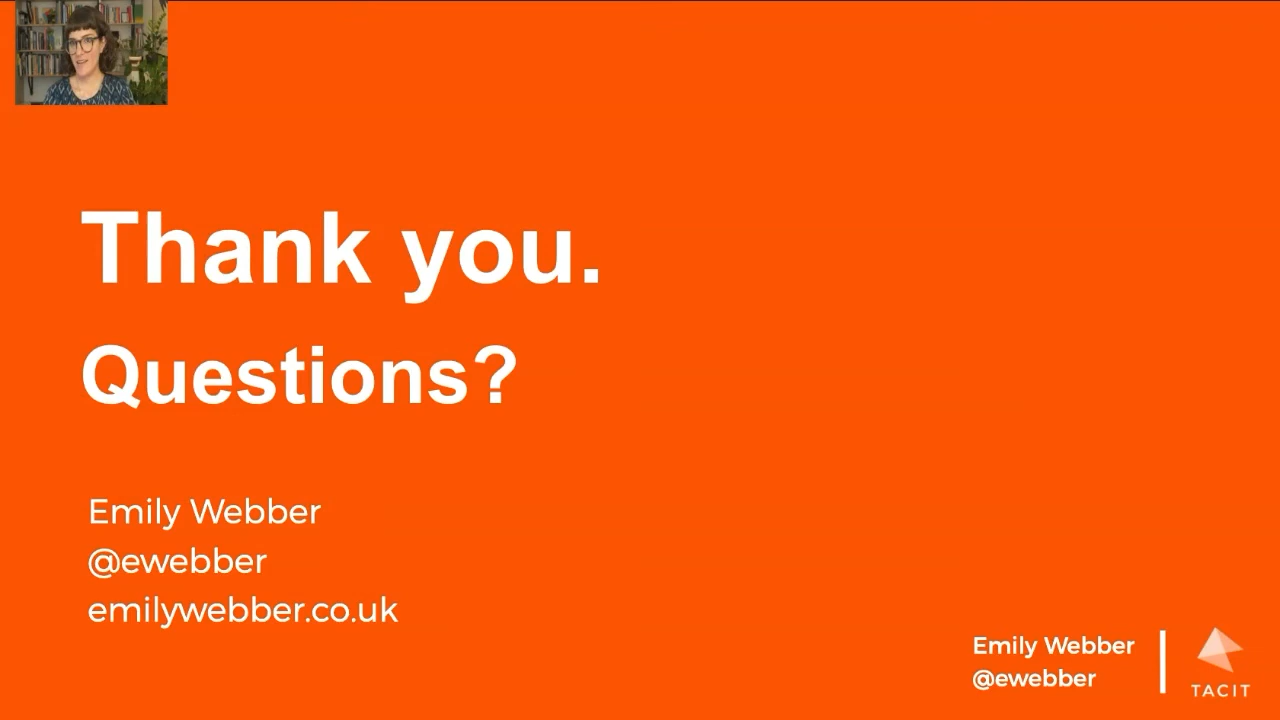 Thank you.
Questions?
Emily Webber
@ewebber
emilywebber.co.uk
Emily Webber
@ewebber
TACIT